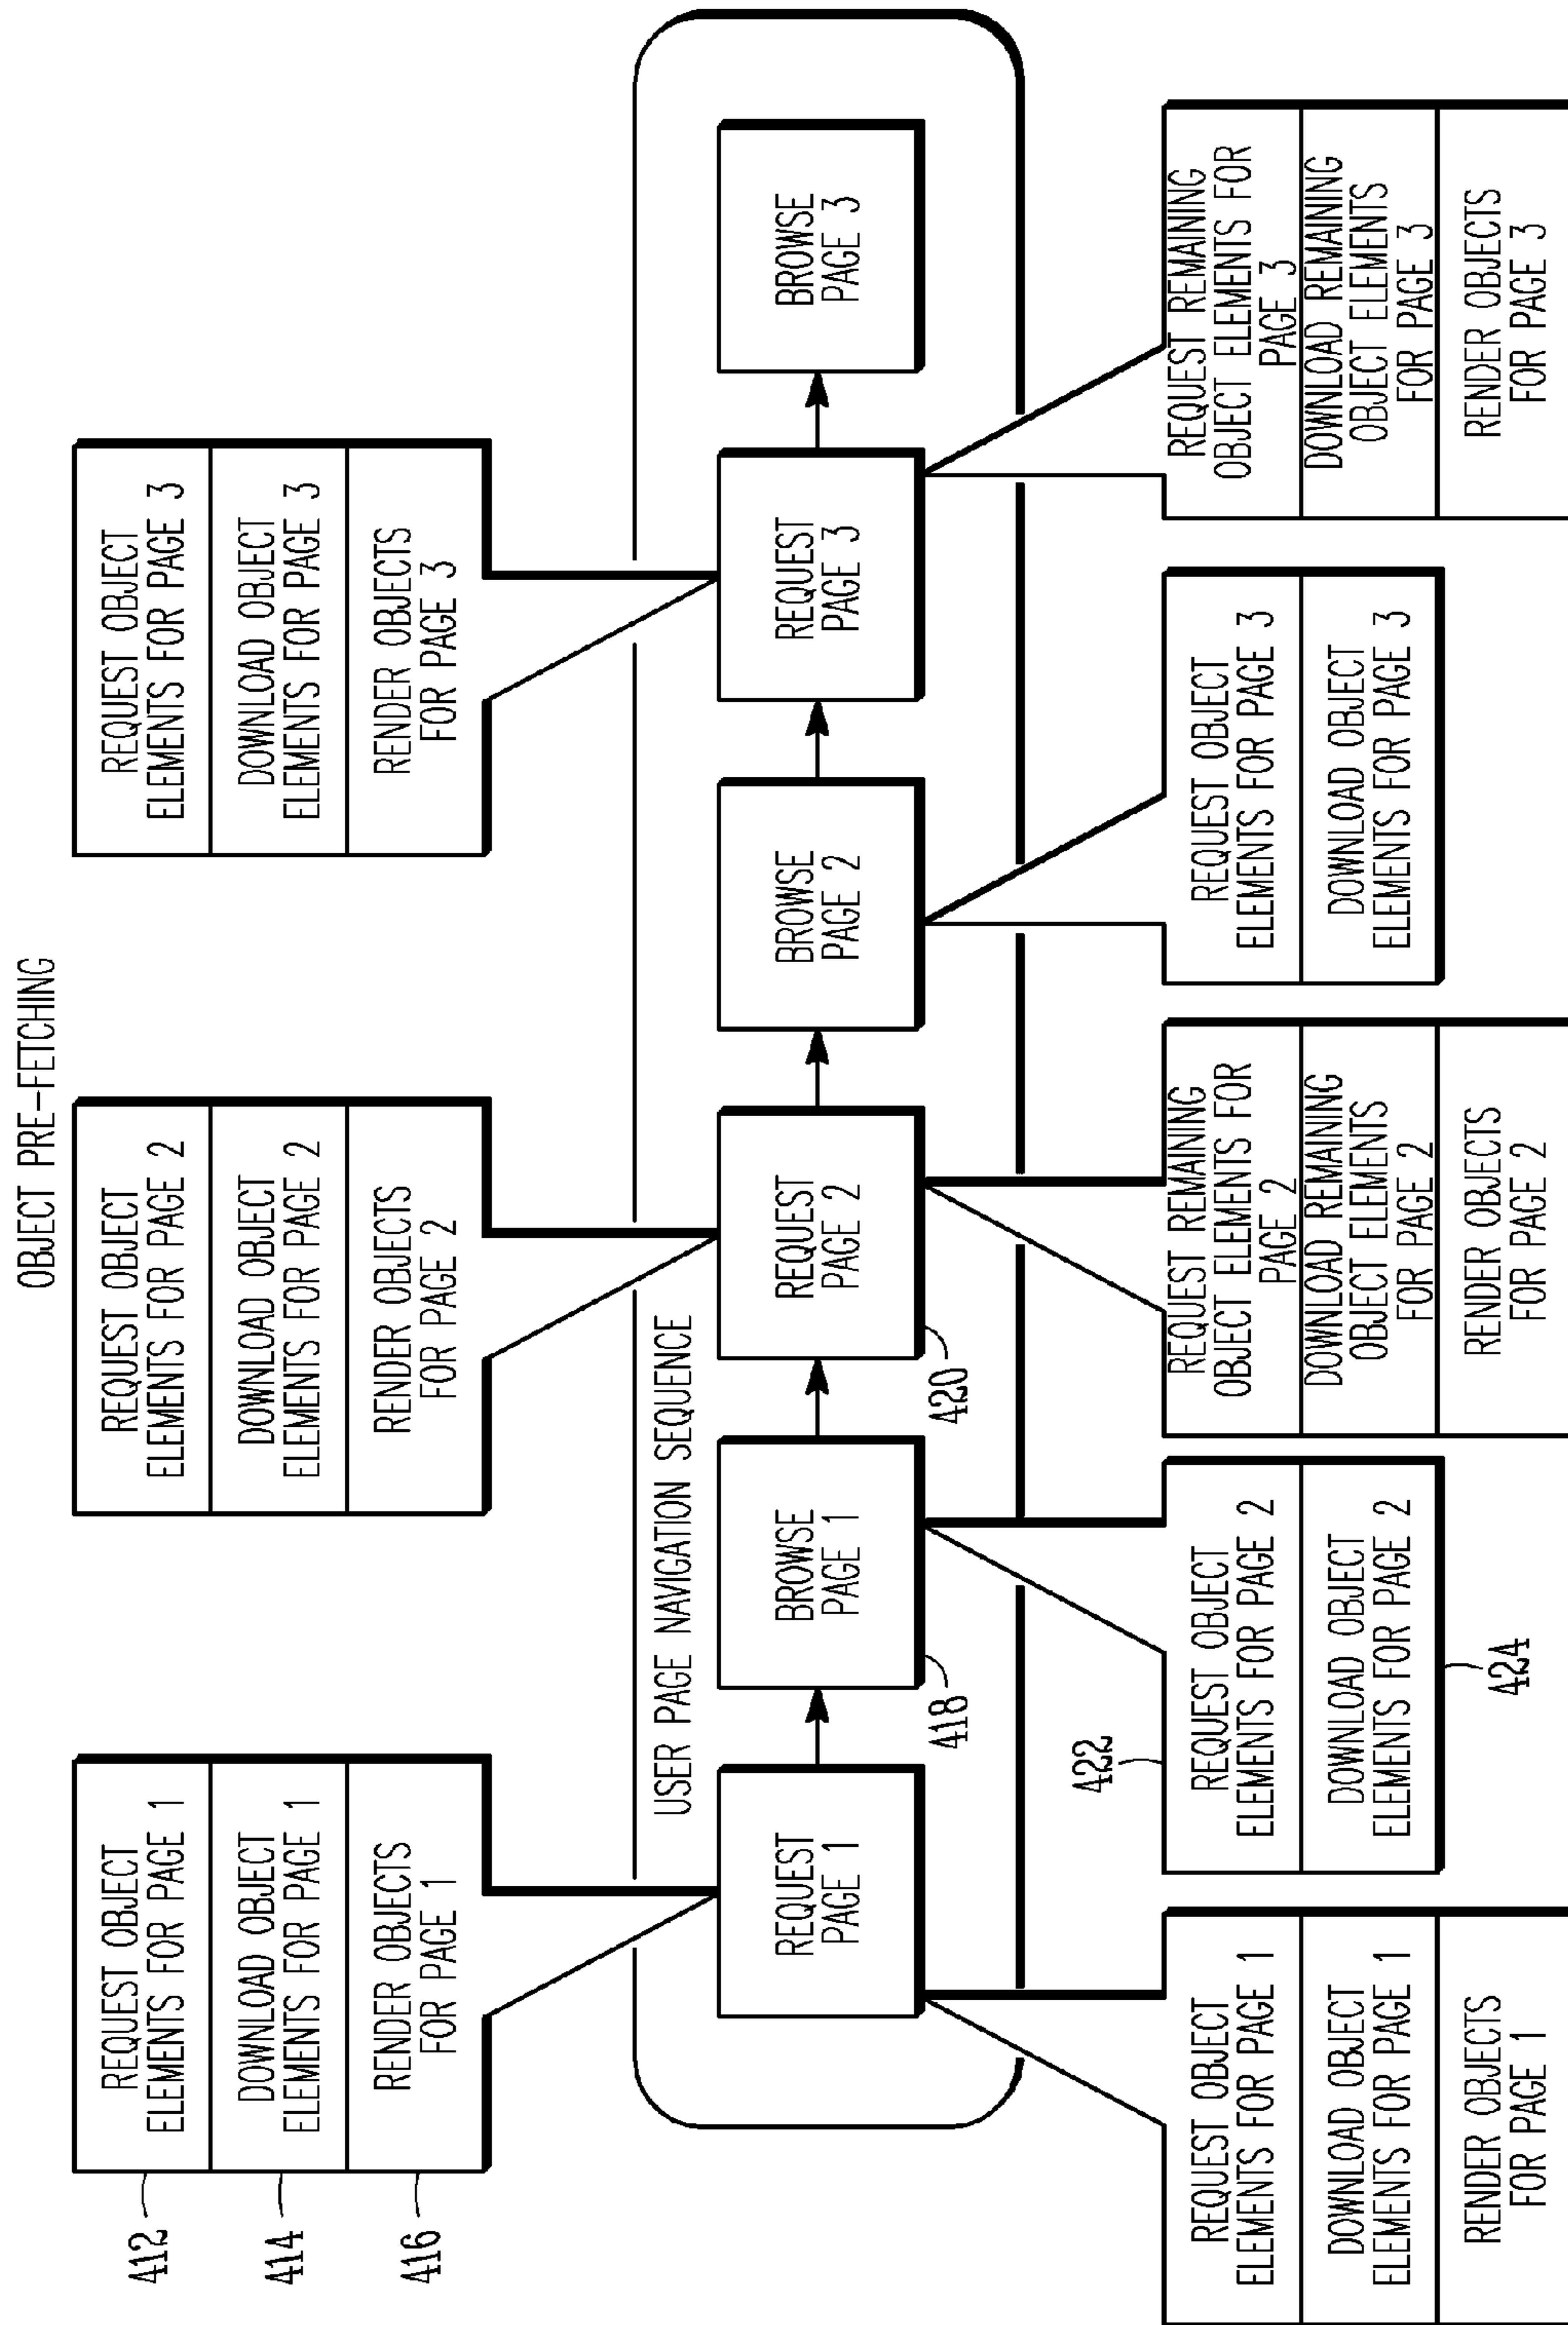 OBJECT PRE-FETCHING
REQUEST OBJECT
ELEMENTS FOR PAGE 1
DOWNLOAD OBJECT
ELEMENTS FOR PAGE 1
RENDER OBJECTS
FOR PAGE 1
412
414
416
REQUEST OBJECT
ELEMENTS FOR PAGE 2
DOWNLOAD OBJECT
ELEMENTS FOR PAGE 2
RENDER OBJECTS
FOR PAGE 2
REQUEST OBJECT
ELEMENTS FOR PAGE 3
DOWNLOAD OBJECT
ELEMENTS FOR PAGE 3
RENDER OBJECTS
FOR PAGE 3
USER PAGE NAVIGATION SEQUENCE
REQUEST
PAGE 1
BROWSE
PAGE 1
418
REQUEST
PAGE 2
420
BROWSE
PAGE 2
REQUEST
PAGE 3
BROWSE
PAGE 3
REQUEST OBJECT
ELEMENTS FOR PAGE 1
DOWNLOAD OBJECT
ELEMENTS FOR PAGE 1
RENDER OBJECTS
FOR PAGE 1
422
REQUEST OBJECT
ELEMENTS FOR PAGE 2
DOWNLOAD OBJECT
ELEMENTS FOR PAGE 2
424
REQUEST REMAINING
OBJECT ELEMENTS FOR
PAGE 2
DOWNLOAD REMAINING
OBJECT ELEMENTS
FOR PAGE 2
RENDER OBJECTS
FOR PAGE 2
REQUEST OBJECT
ELEMENTS FOR PAGE 3
DOWNLOAD OBJECT
ELEMENTS FOR PAGE 3
REQUEST REMAINING
OBJECT ELEMENTS FOR
PAGE 3
DOWNLOAD REMAINING
OBJECT ELEMENTS
FOR PAGE 3
RENDER OBJECTS
FOR PAGE 3